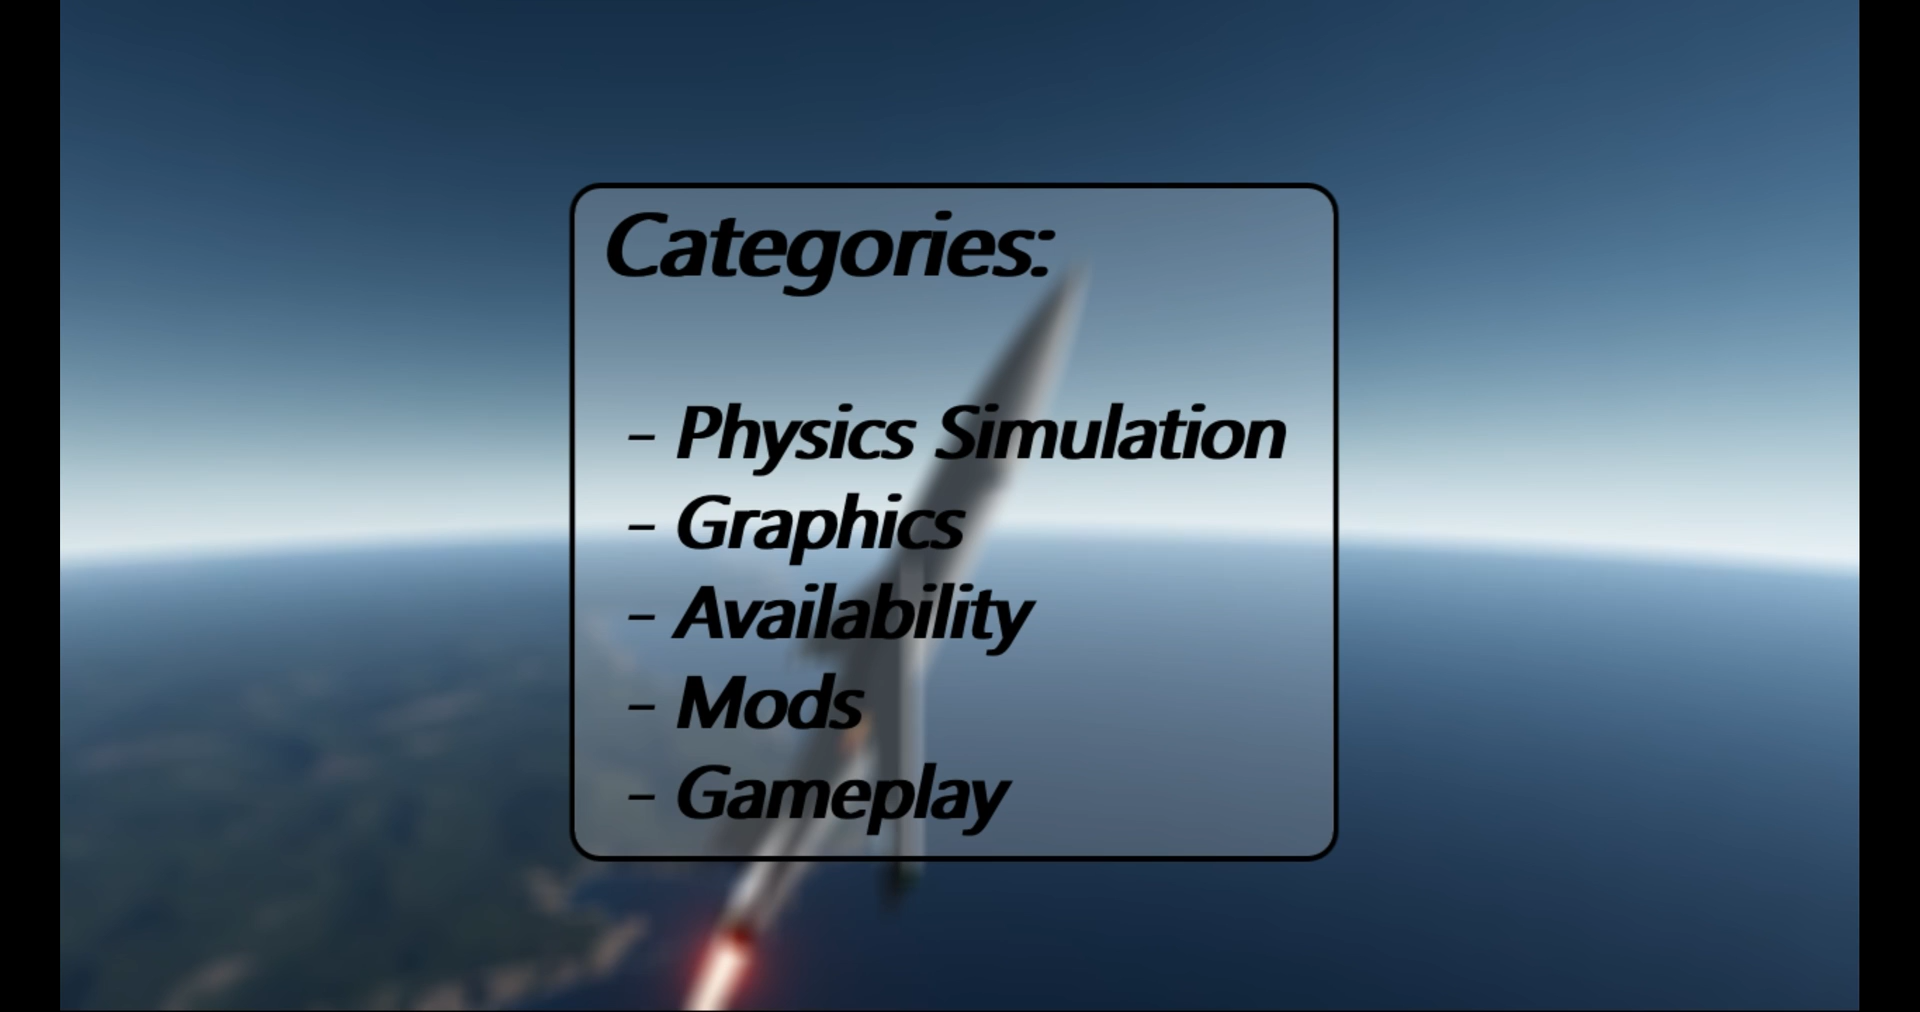 Categories:
- Physics Simulation
- Graphics
- Availability
- Mods
- Gameplay